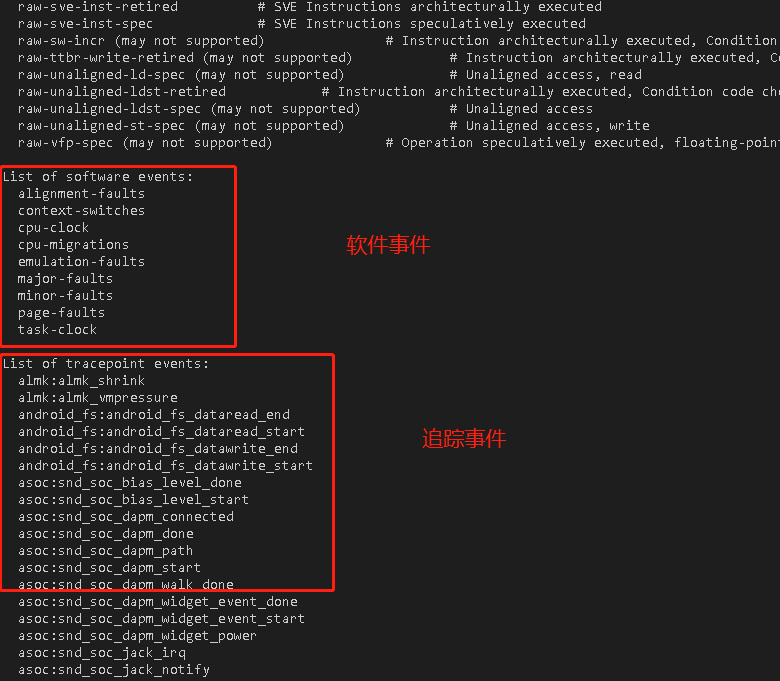 raw-sve-inst-retired # SVE Instructions architecturally executed
raw-sve-inst-spec # SVE Instructions speculatively executed
raw-sw-incr (may not supported) # Instruction architecturally executed, Condition
raw-ttbr-write-retired (may not supported) # Instruction architecturally executed, C
raw-unaligned-ld-spec (may not supported) # Unaligned access, read
raw-unaligned-ldst-retired # Instruction architecturally executed, Condition code che
raw-unaligned-ldst-spec (may not supported) # Unaligned access
raw-unaligned-st-spec (may not supported) # Unaligned access, write
raw-vfp-spec (may not supported) # Operation speculatively executed, floating-point
List of software events:
alignment-faults
context-switches
cpu-clock
cpu-migrations
emulation-faults
major-faults
minor-faults
page-faults
task-clock
软件事件
List of tracepoint events:
almk:almk_shrink
almk:almk_vmpressure
android_fs:android_fs_dataread_end
android_fs:android_fs_dataread_start
android_fs:android_fs_datawrite_end
android_fs:android_fs_datawrite_start
asoc:snd_soc_bias_level_done
asoc:snd_soc_bias_level_start
asoc:snd_soc_dapm_connected
asoc:snd_soc_dapm_done
asoc:snd_soc_dapm_path
asoc:snd_soc_dapm_start
asoc:snd_soc_dapm_walk_done
追踪事件
asoc:snd_soc_dapm_widget_event_done
asoc:snd_soc_dapm_widget_event_start
asoc:snd_soc_dapm_widget_power
asoc:snd_soc_jack_irq
asoc:snd_soc_jack_notify